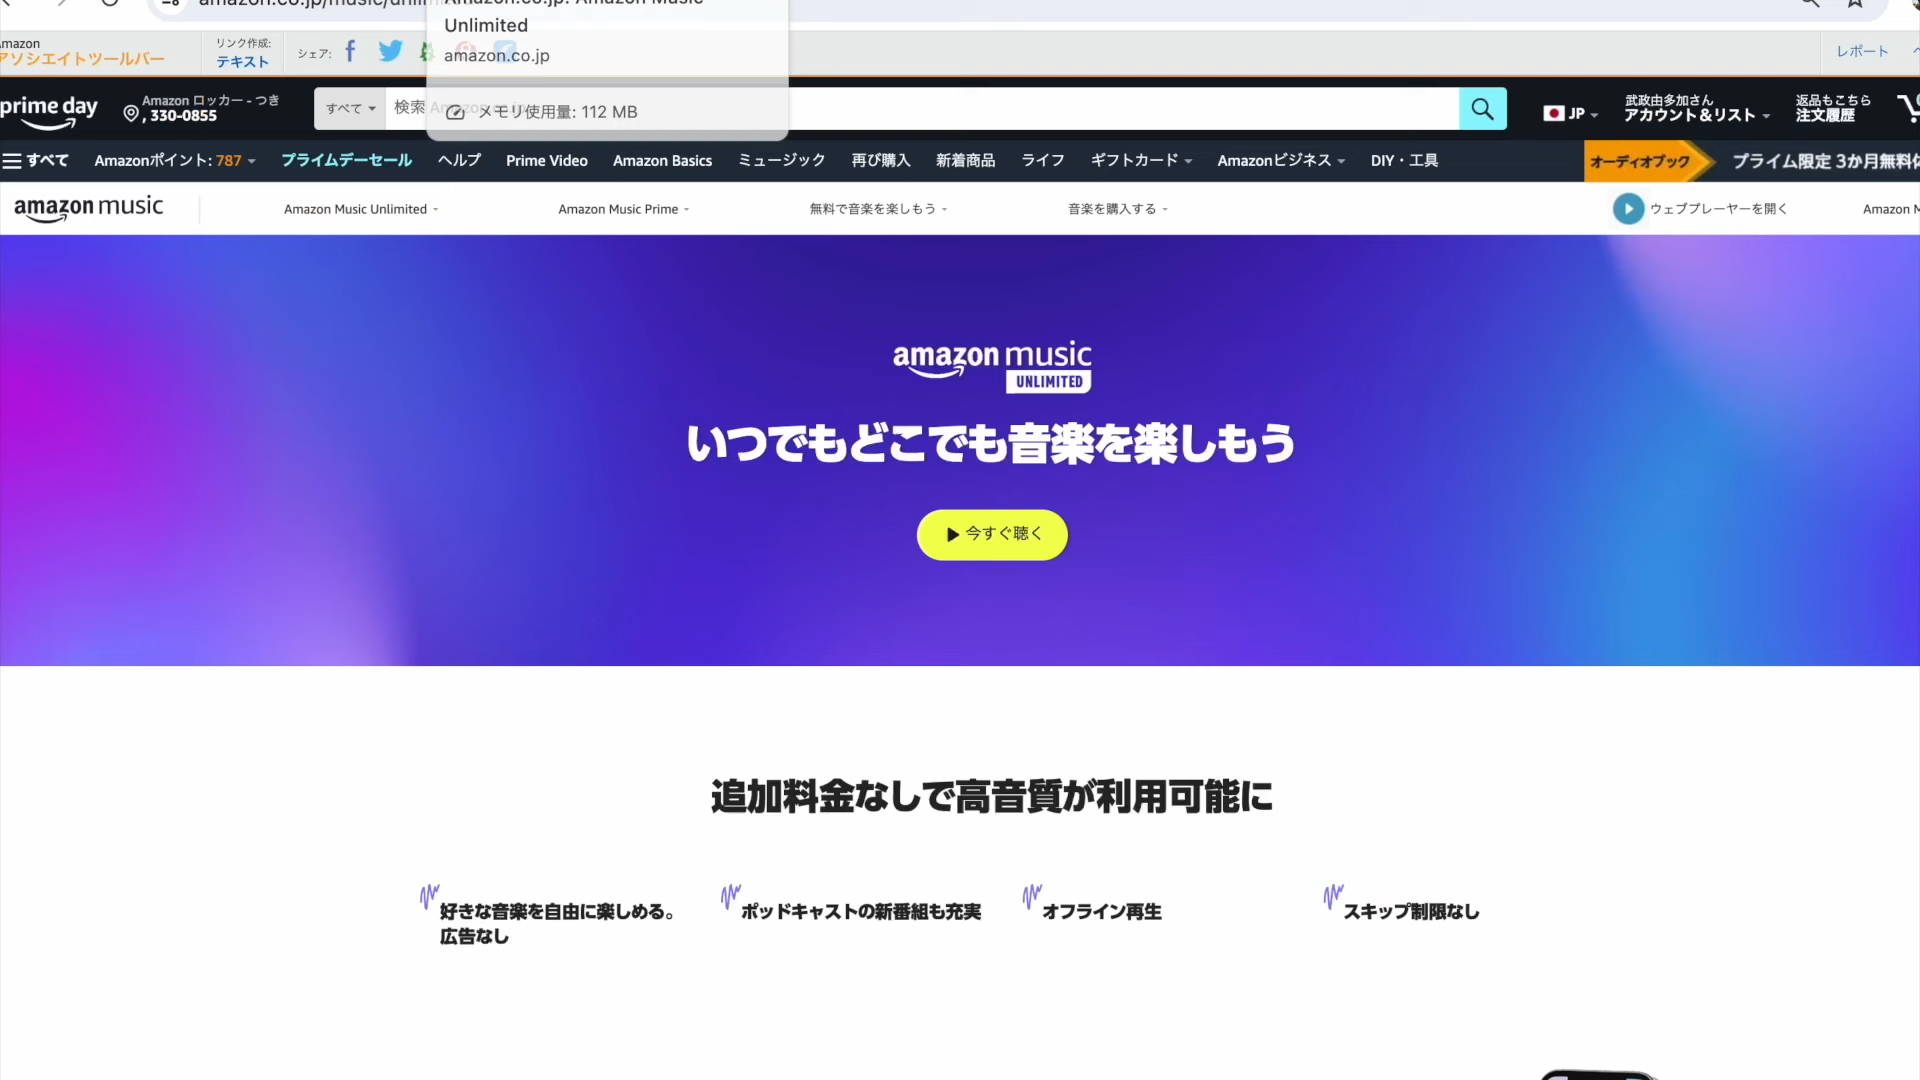 Unlimited
amazon.co.jp
メモリ使用量: 112 MB
アソシエイトツールバー
リンク作成:
テキスト
シェア:
レポート
prime day
Amazon ロッカー - つき
, 330-0855
すべて
検索
JP
武政由多加さん
アカウント＆リスト
返品もこちら
注文履歴
すべて
Amazonポイント: 787
プライムデーセール
ヘルプ
Prime Video
Amazon Basics
ミュージック
再び購入
新着商品
ライフ
ギフトカード
Amazonビジネス
DIY・工具
オーディオブック
プライム限定 3か月無料
amazon music
Amazon Music Unlimited
Amazon Music Prime
無料で音楽を楽しもう
音楽を購入する
ウェブプレーヤーを開く
Amazon M
amazon music
UNLIMITED
いつでもどこでも音楽を楽しもう
今すぐ聴く
追加料金なしで高音質が利用可能に
好きな音楽を自由に楽しめる。
広告なし
ポッドキャストの新番組も充実
オフライン再生
スキップ制限なし